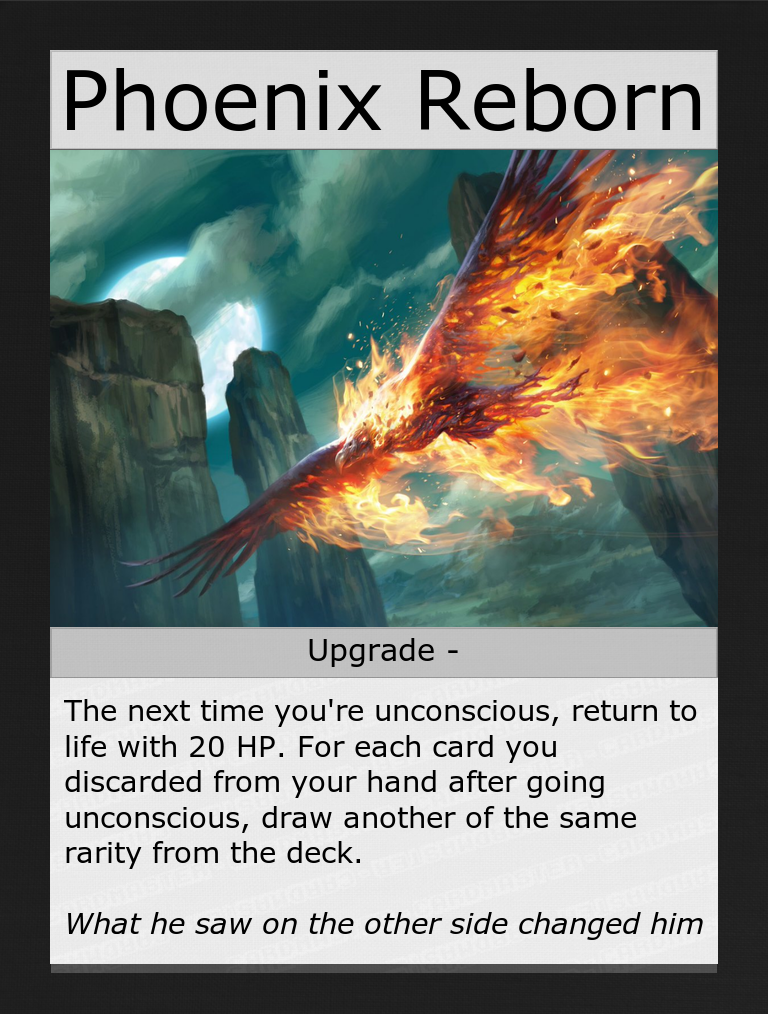 Phoenix Reborn
Upgrade -
The next time you're unconscious, return to
life with 20 HP. For each card you
discarded from your hand after going
unconscious, draw another of the same
rarity from the deck.
What he saw on the other side changed him